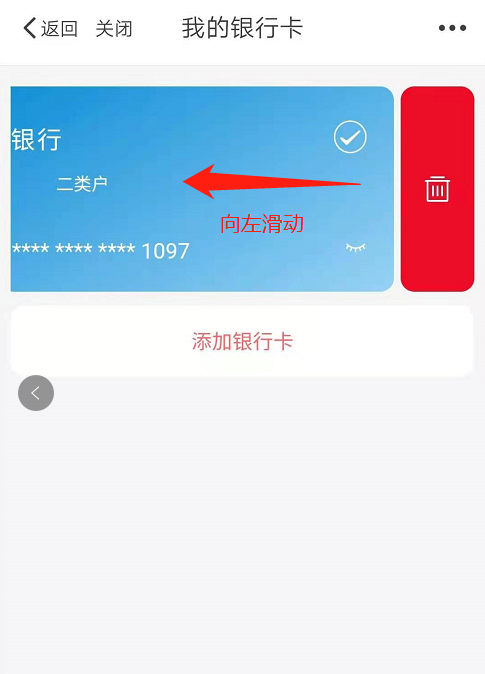 返回 关闭 我的银行卡
银行
二类户
向左滑动
**** **** **** 1097
添加银行卡